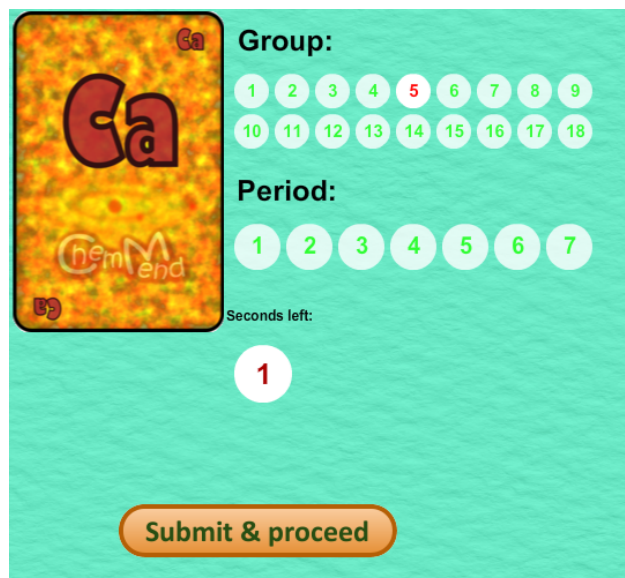 Ca
Ca
ChemMend
Ca
Group:
1 2 3 4 5 6 7 8 9
10 11 12 13 14 15 16 17 18
Period:
1 2 3 4 5 6 7
Seconds left:
1
Submit & proceed